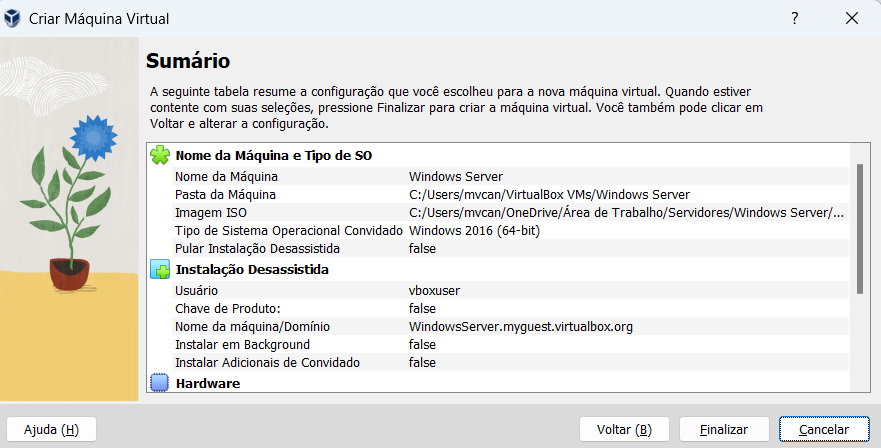 Criar Máquina Virtual
?
Sumário
A seguinte tabela resume a configuração que você escolheu para a nova máquina virtual. Quando estiver
contente com suas seleções, pressione Finalizar para criar a máquina virtual. Você também pode clicar em
Voltar e alterar a configuração.
Nome da Máquina e Tipo de SO
Nome da Máquina Windows Server
Pasta da Máquina C:/Users/mvcan/VirtualBox VMs/Windows Server
Imagem ISO C:/Users/mvcan/OneDrive/Área de Trabalho/Servidores/Windows Server/...
Tipo de Sistema Operacional Convidado Windows 2016 (64-bit)
Pular Instalação Desassistida false
Instalação Desassistida
Usuário vboxuser
Chave de Produto: false
Nome da máquina/Domínio WindowsServer.myguest.virtualbox.org
Instalar em Background false
Instalar Adicionais de Convidado false
Hardware
Ajuda (H) Voltar (B) Finalizar Cancelar